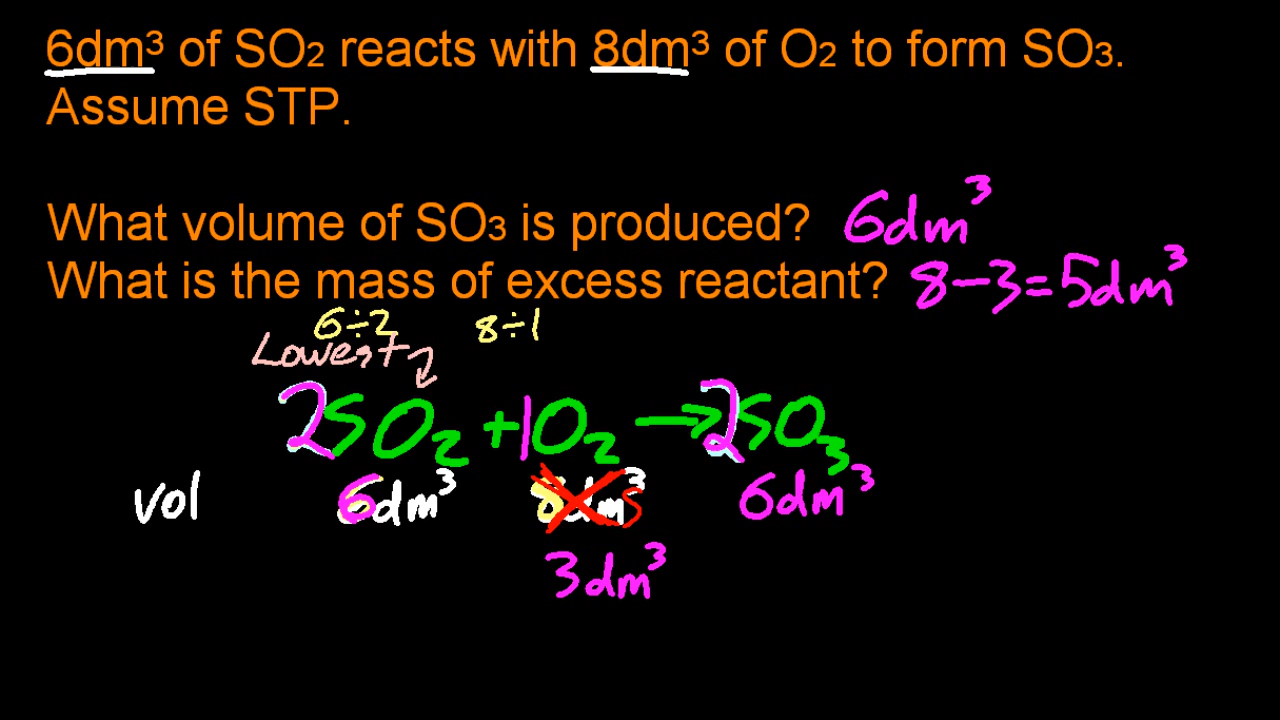 6dm³ of SO₂ reacts with 8dm³ of O₂ to form SO₃.
Assume STP.
What volume of SO₃ is produced? 6dm³
What is the mass of excess reactant? 8-3=5dm³
6÷2 8÷1
Lowest
2SO₂ +1O₂ →2SO₃
vol 6dm³ 8dm³ 6dm³
3dm³